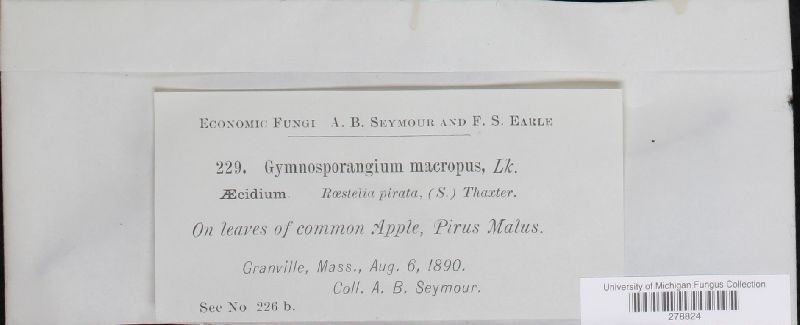 ECONOMIC FUNGI A. B. SEYMOUR AND F. S. EARLE
229. Gymnosporangium macropus, Lk.
Æcidium Rœstelia pirata, (S.) Thaxter.
On leaves of common Apple, Pirus Malus.
Granville, Mass., Aug. 6, 1890.
Coll. A. B. Seymour.
See No 226 b.
University of Michigan Fungus Collection
278824